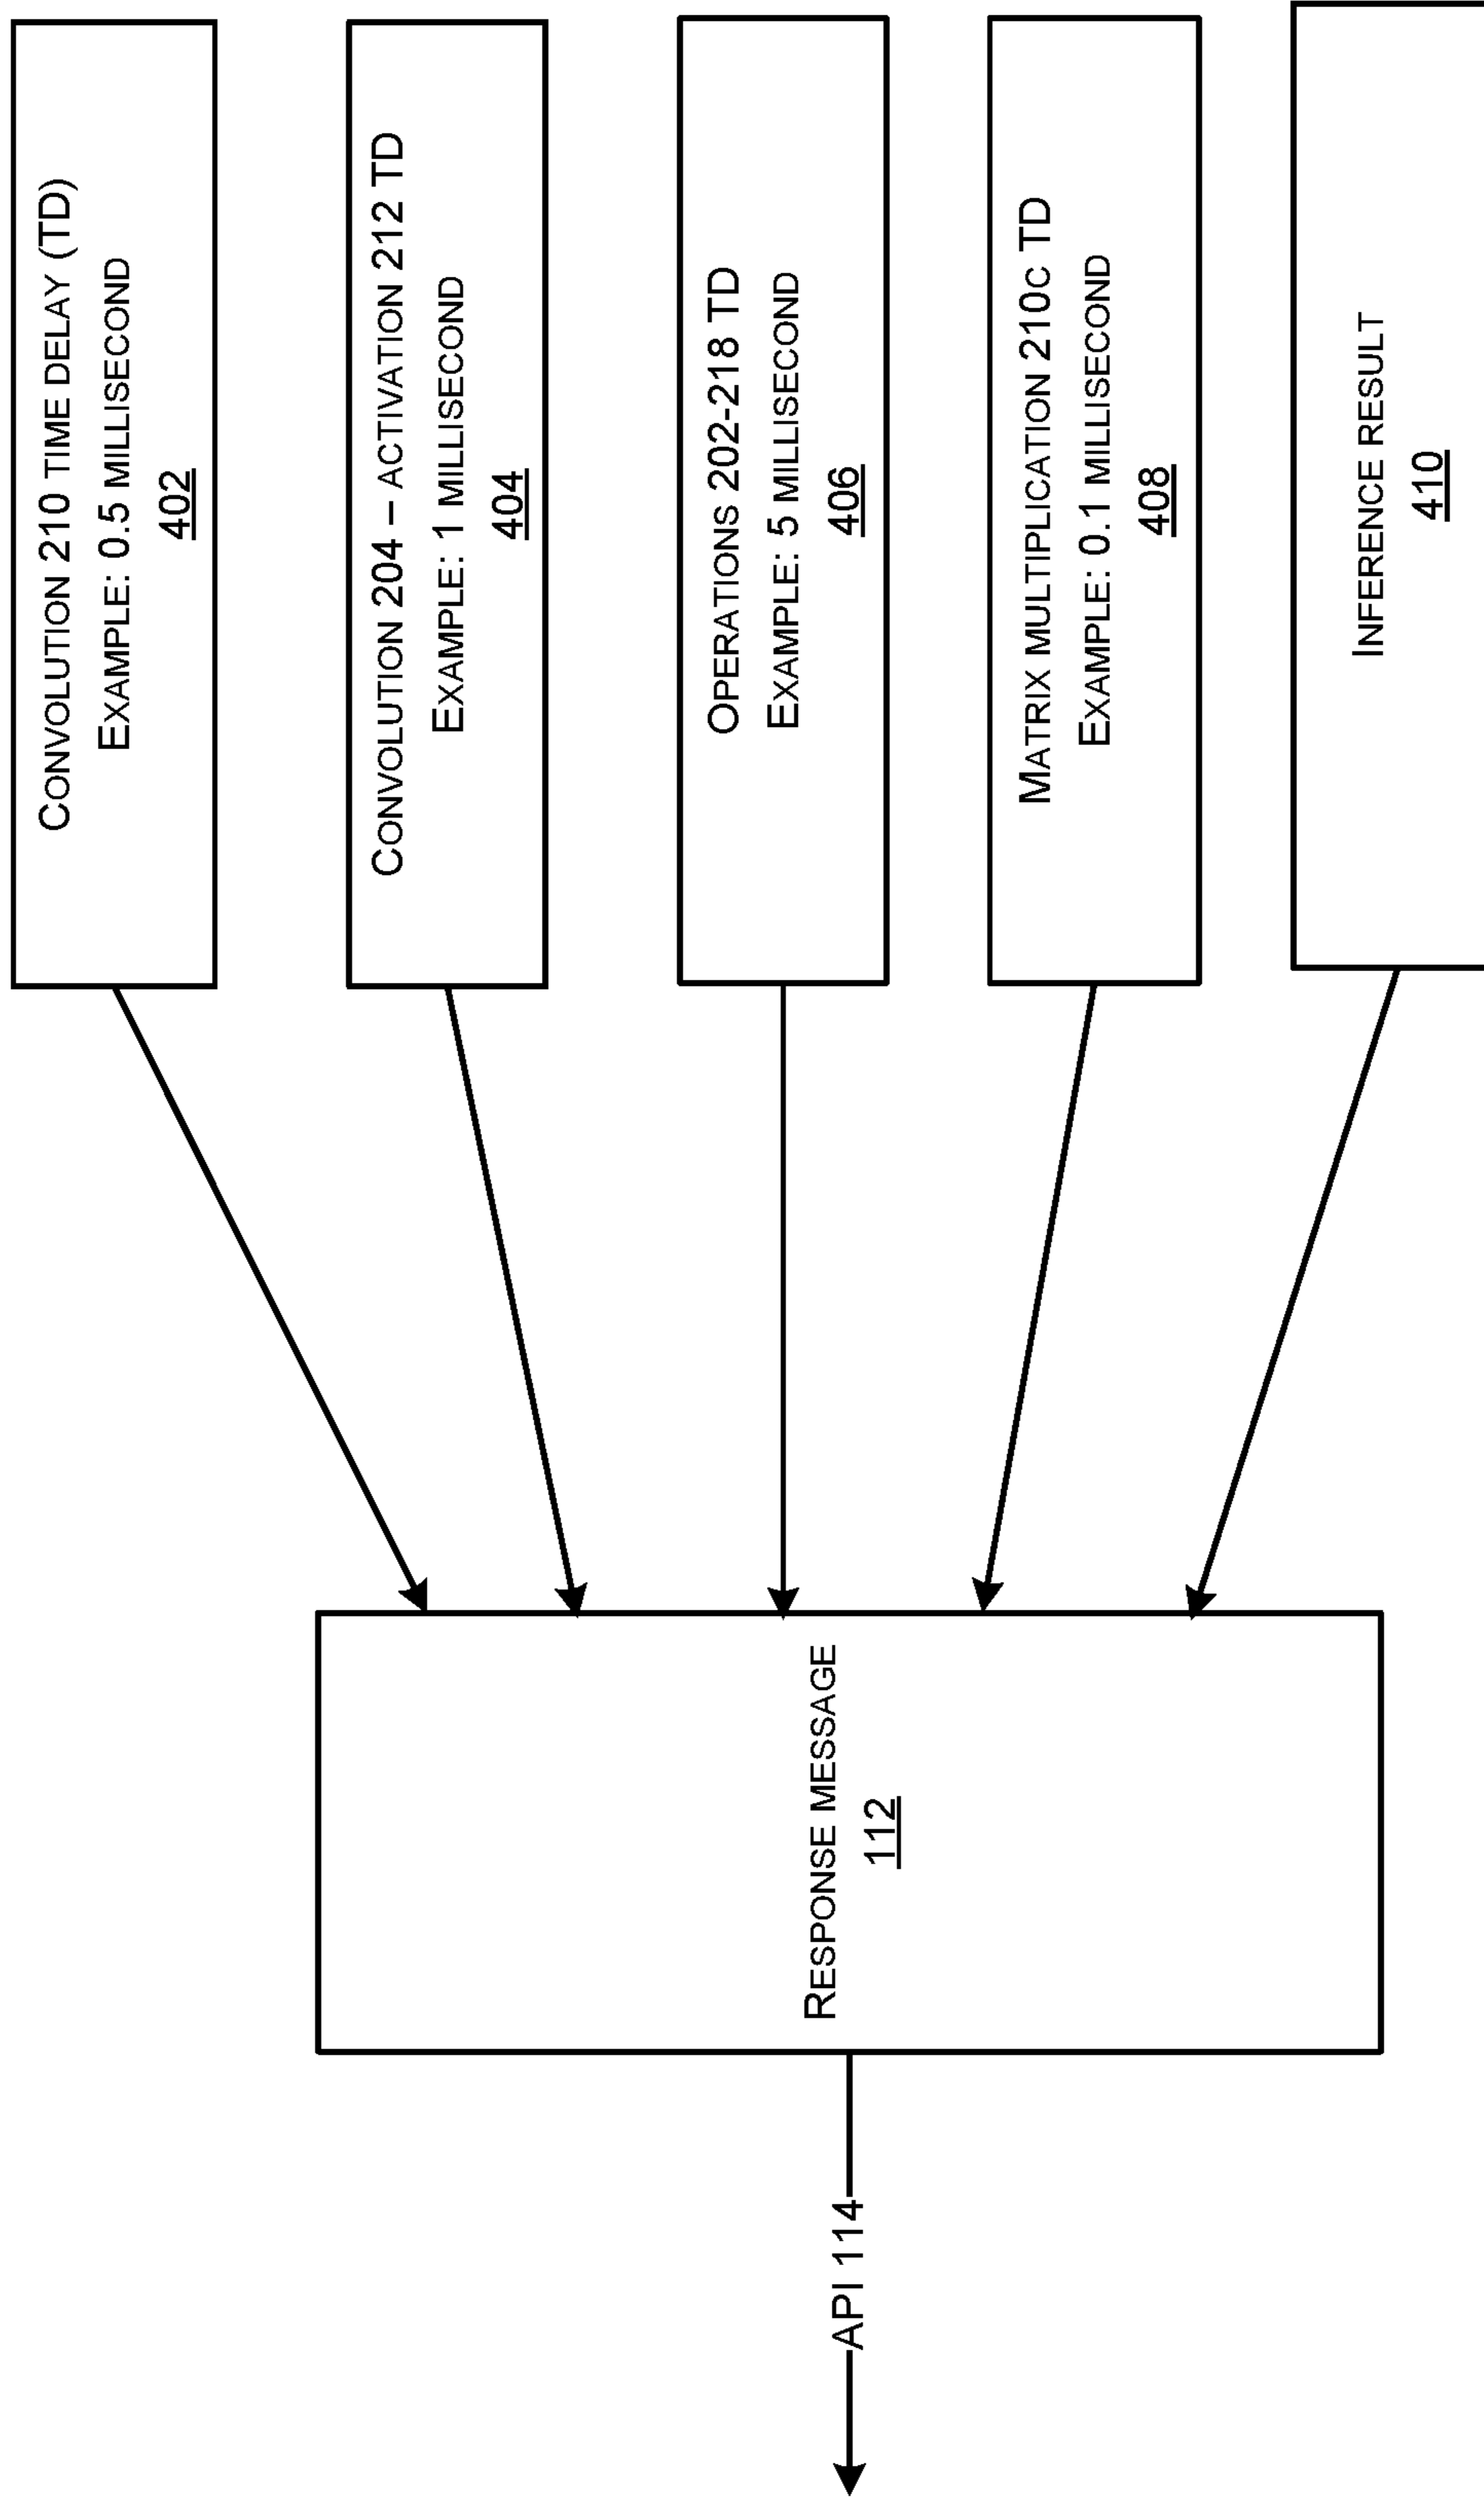 CONVOLUTION 210 TIME DELAY (TD)
EXAMPLE: 0.5 MILLISECOND
402
CONVOLUTION 204 – ACTIVATION 212 TD
EXAMPLE: 1 MILLISECOND
404
OPERATIONS 202-218 TD
EXAMPLE: 5 MILLISECOND
406
MATRIX MULTIPLICATION 210C TD
EXAMPLE: 0.1 MILLISECOND
408
INFERENCE RESULT
410
RESPONSE MESSAGE
112
API 114